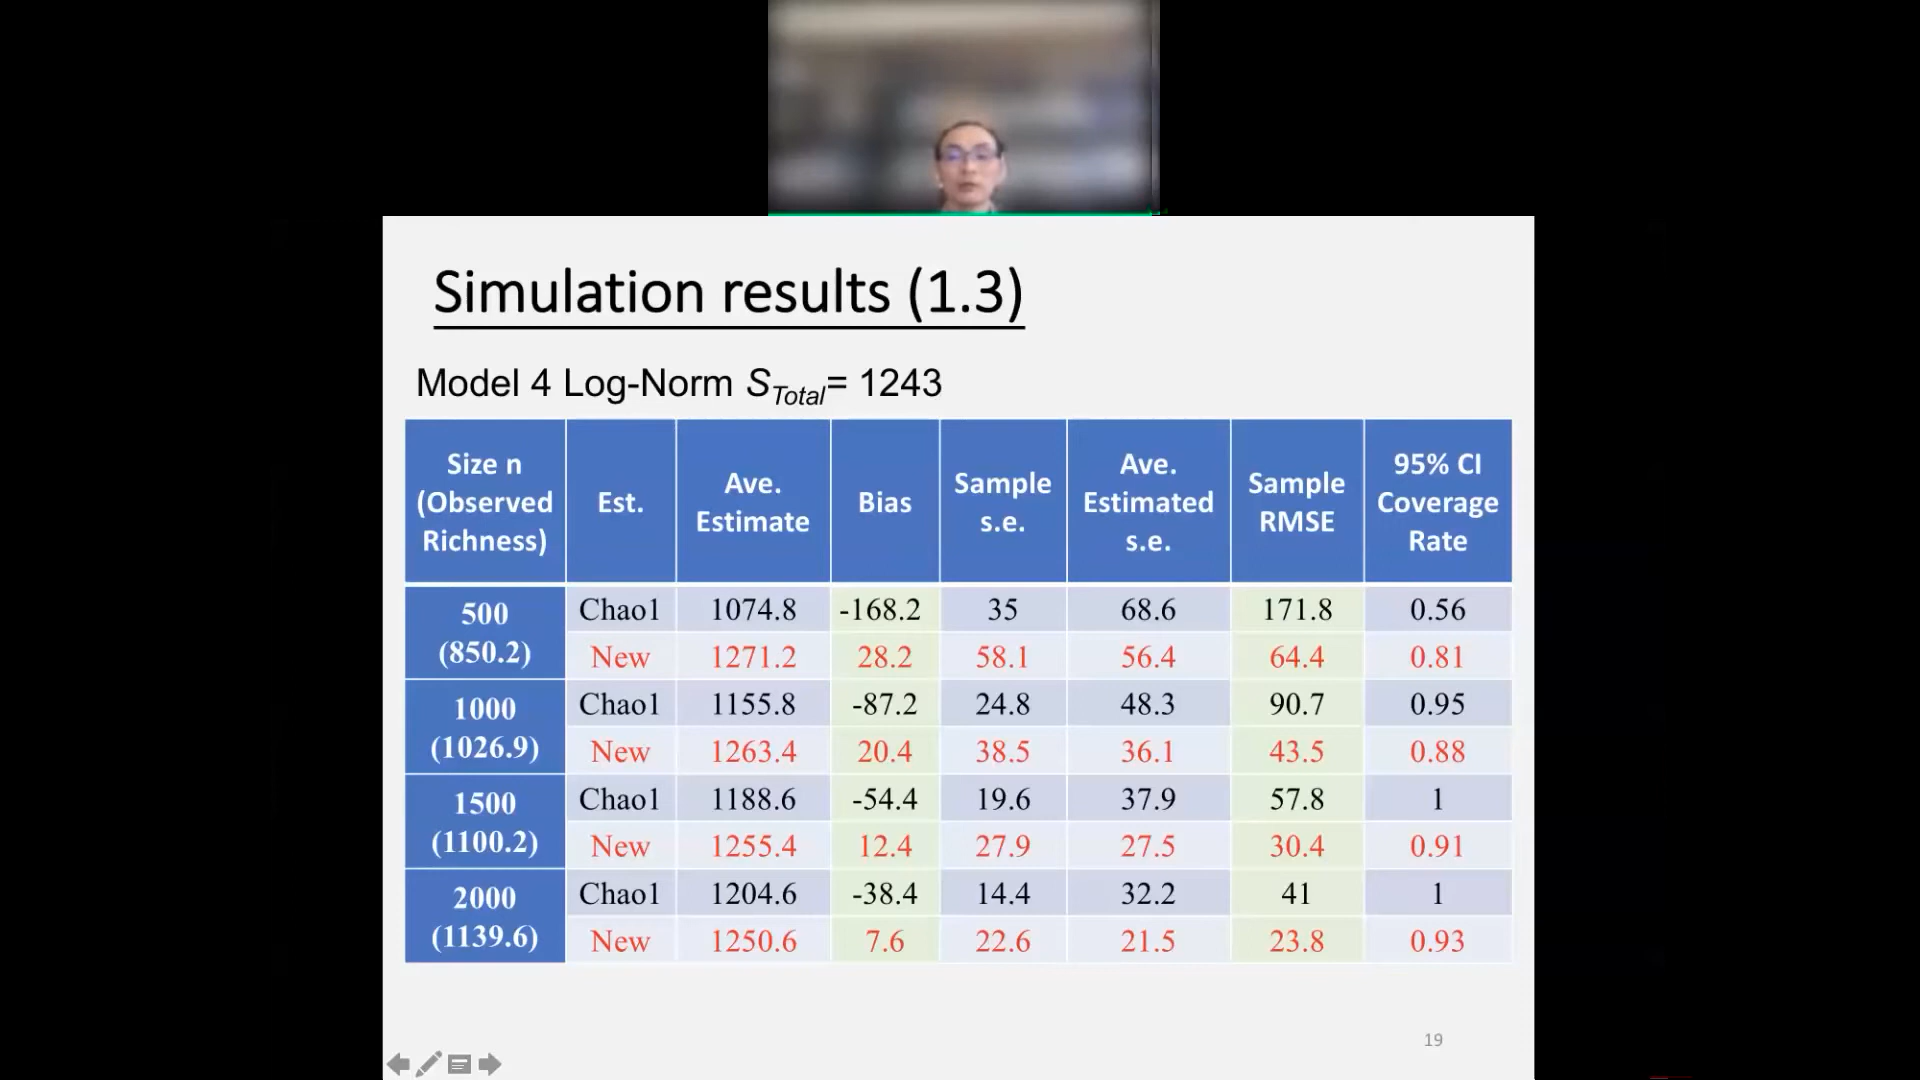 Simulation results (1.3)
Model 4 Log-Norm STotal= 1243
Size n (Observed Richness) Est. Ave. Estimate Bias Sample s.e. Ave. Estimated s.e. Sample RMSE 95% CI Coverage Rate
500 (850.2) Chao1 1074.8 -168.2 35 68.6 171.8 0.56
New 1271.2 28.2 58.1 56.4 64.4 0.81
1000 (1026.9) Chao1 1155.8 -87.2 24.8 48.3 90.7 0.95
New 1263.4 20.4 38.5 36.1 43.5 0.88
1500 (1100.2) Chao1 1188.6 -54.4 19.6 37.9 57.8 1
New 1255.4 12.4 27.9 27.5 30.4 0.91
2000 (1139.6) Chao1 1204.6 -38.4 14.4 32.2 41 1
New 1250.6 7.6 22.6 21.5 23.8 0.93
19